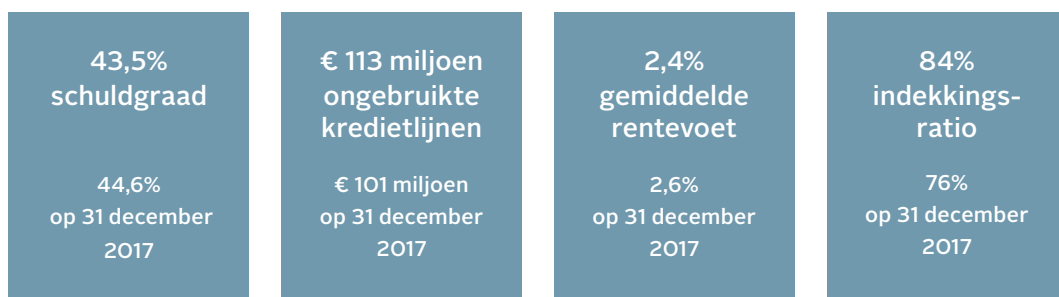 43,5%
schuldgraad
44,6%
op 31 december
2017
€ 113 miljoen
ongebruikte
kredietlijnen
€ 101 miljoen
op 31 december
2017
2,4%
gemiddelde
rentevoet
2,6%
op 31 december
2017
84%
indekkings-
ratio
76%
op 31 december
2017